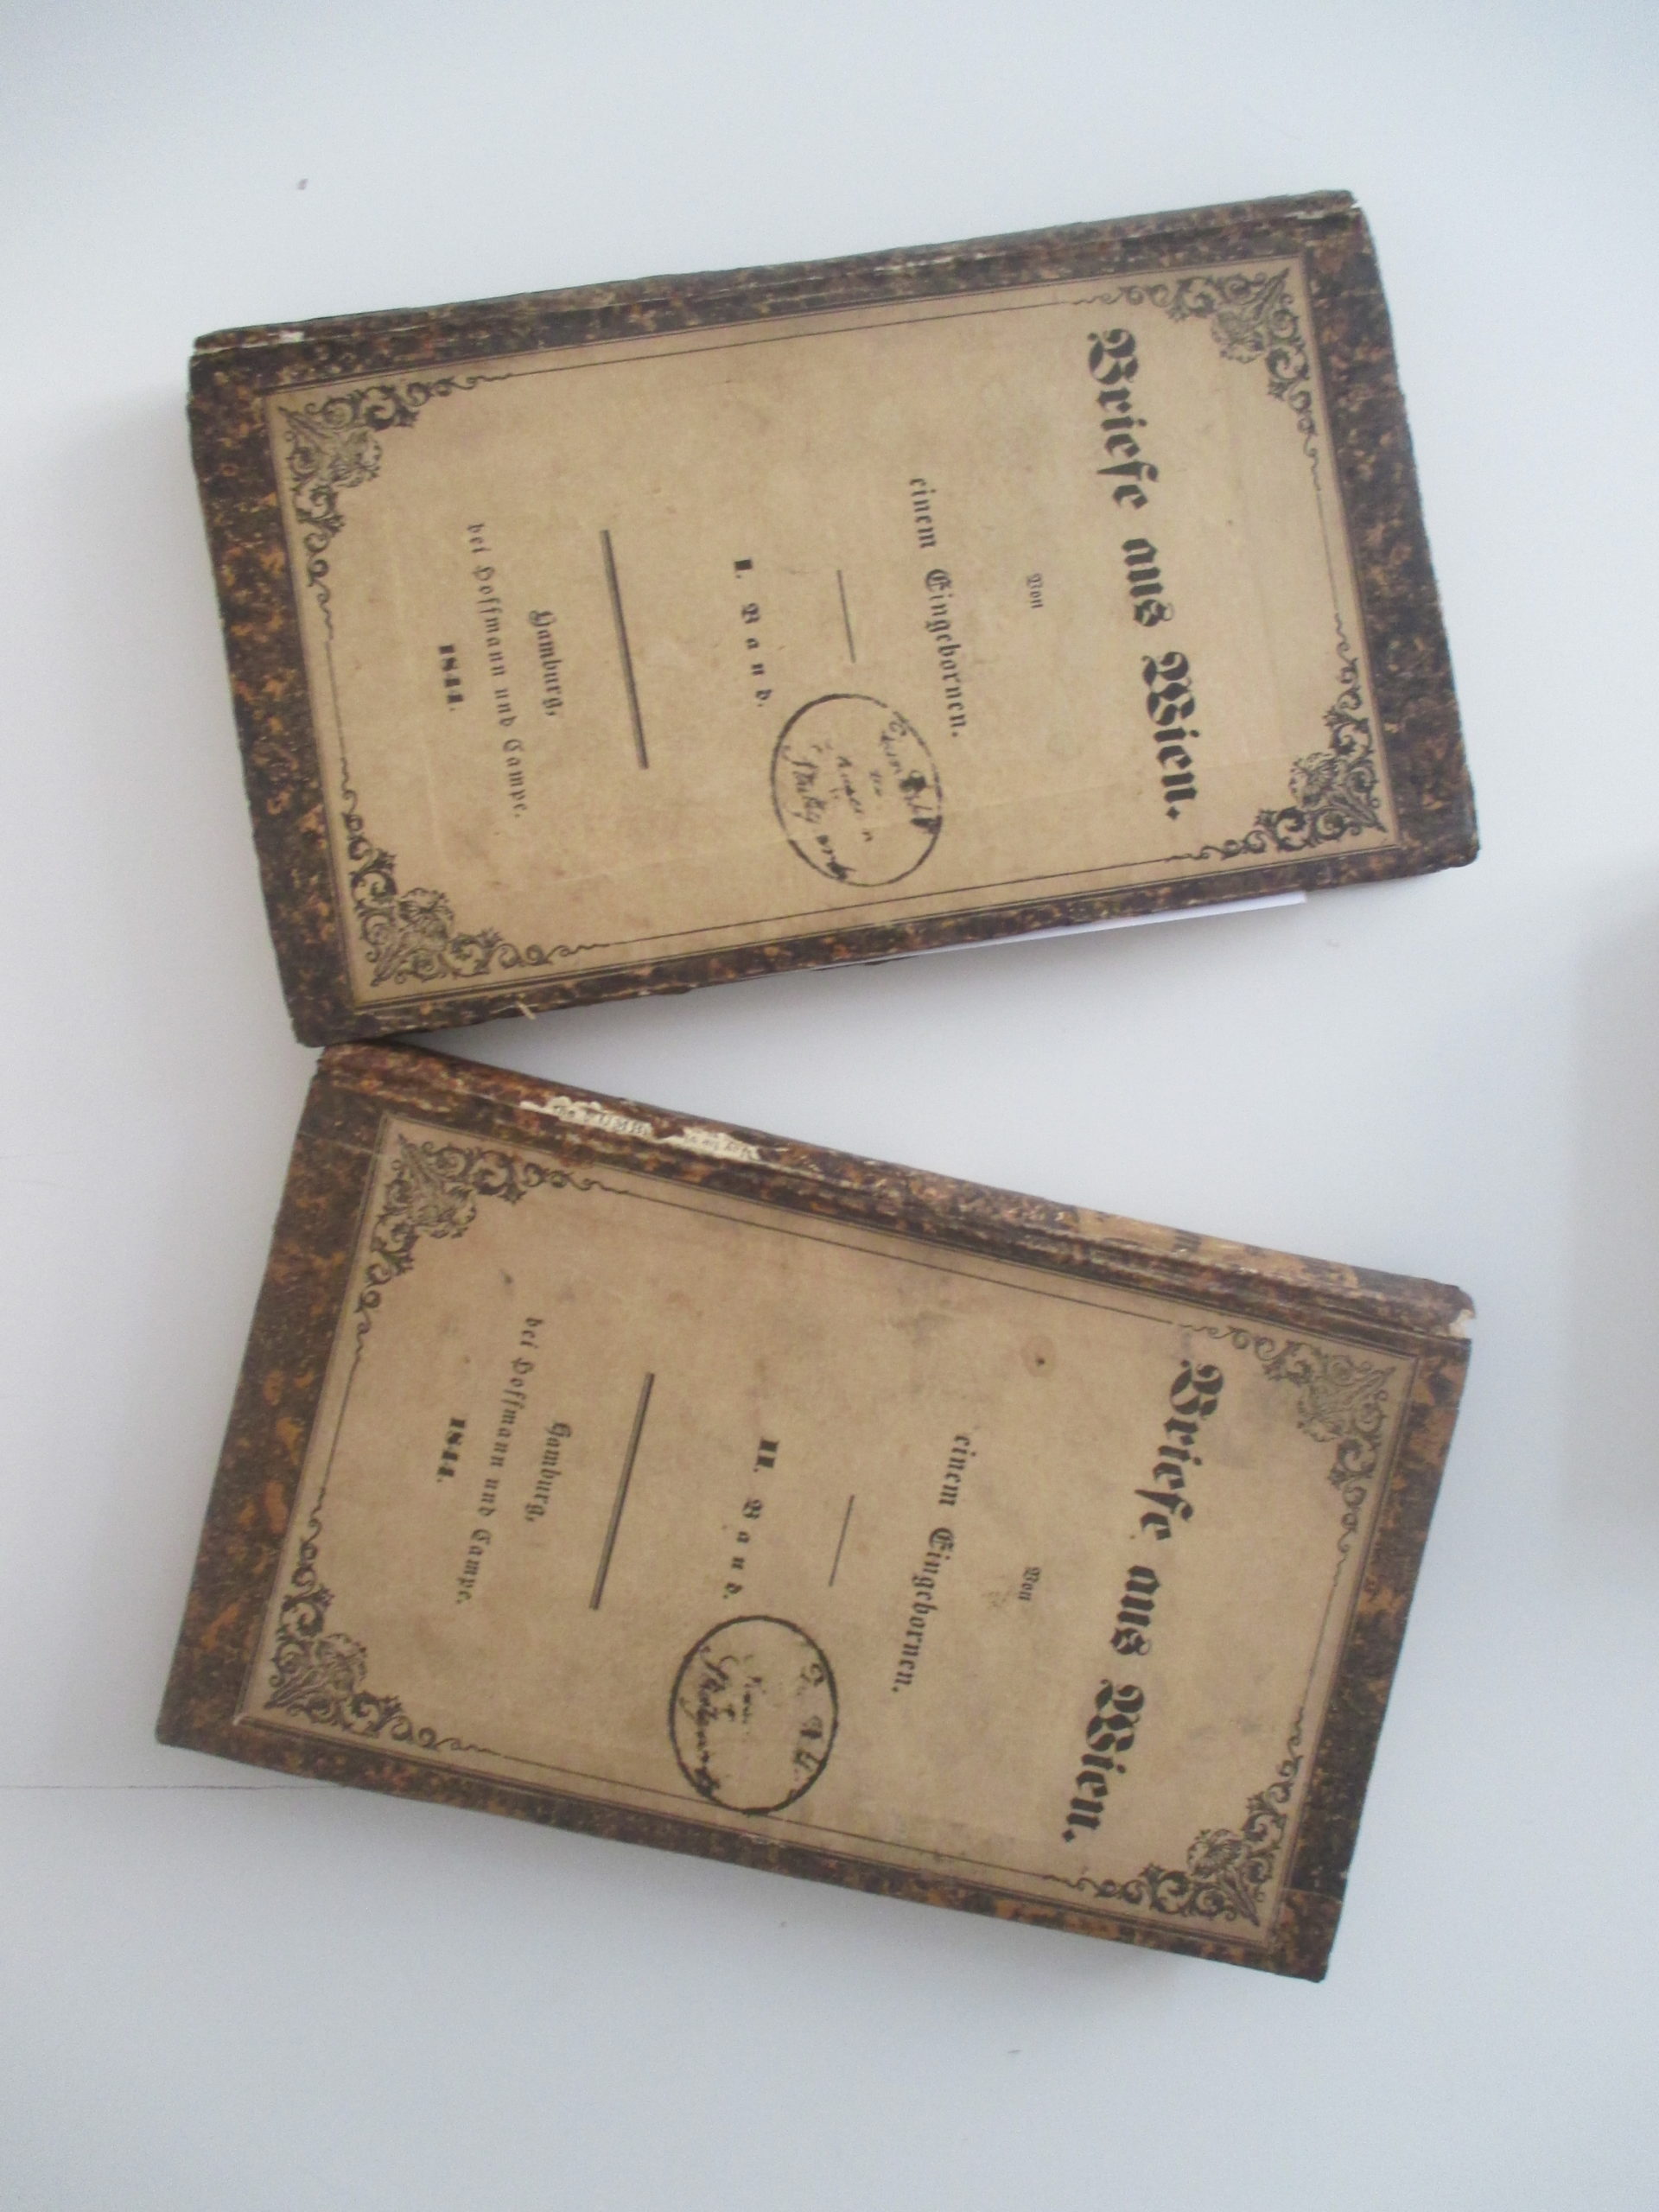 Briefe aus Wien.
Von
einem Eingebornen.
I. Band.
Hamburg,
bei Hoffmann und Campe.
1844.
Briefe aus Wien.
Von
einem Eingebornen.
II. Band.
Hamburg,
bei Hoffmann und Campe.
1844.